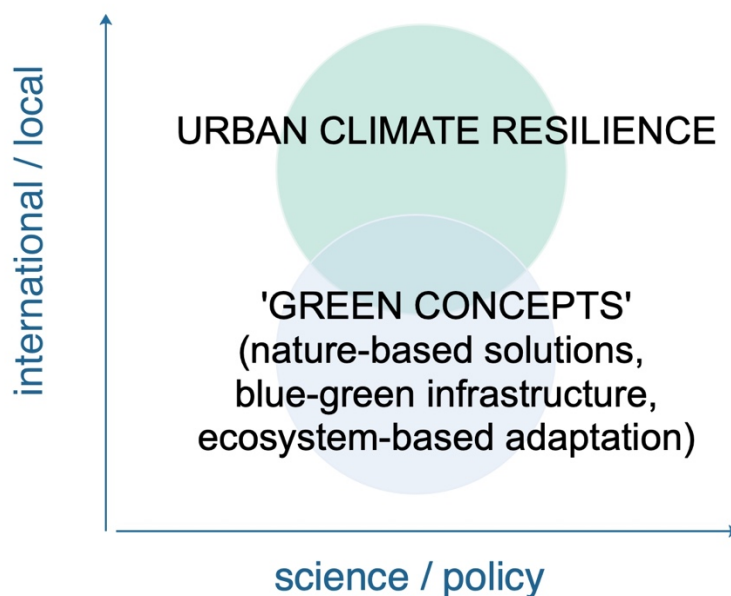 international / local
URBAN CLIMATE RESILIENCE
'GREEN CONCEPTS'
(nature-based solutions,
blue-green infrastructure,
ecosystem-based adaptation)
science / policy